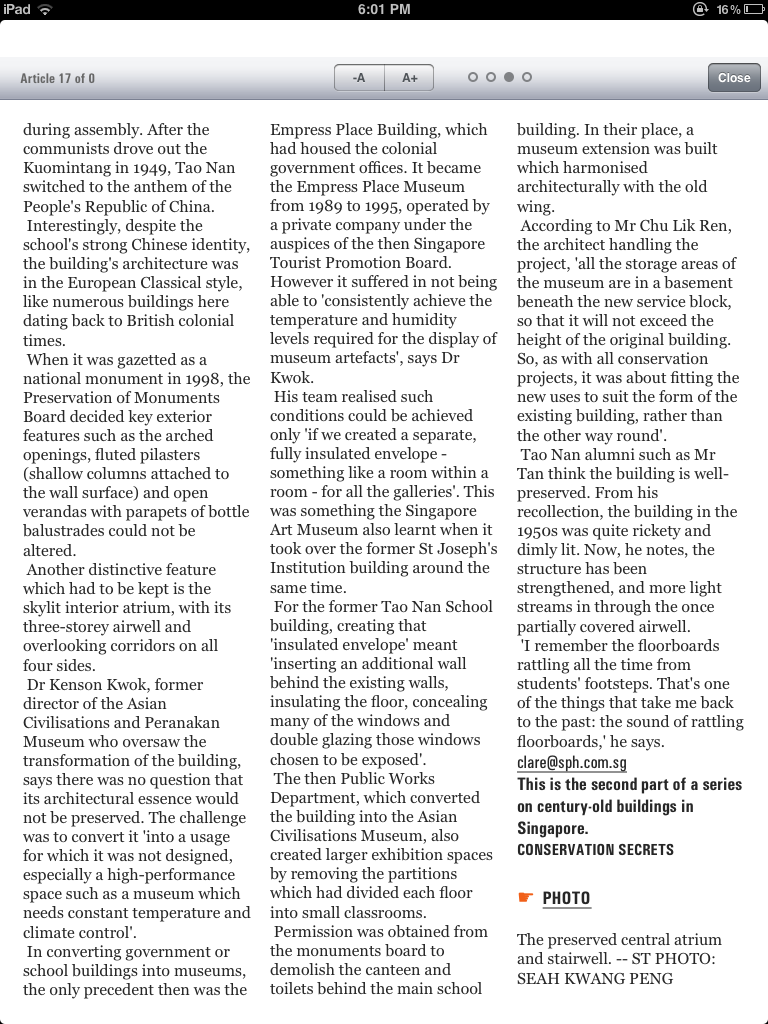 iPad 6:01 PM 16%
Article 17 of 0 -A A+ Close
during assembly. After the
communists drove out the
Kuomintang in 1949, Tao Nan
switched to the anthem of the
People's Republic of China.
Interestingly, despite the
school's strong Chinese identity,
the building's architecture was
in the European Classical style,
like numerous buildings here
dating back to British colonial
times.
When it was gazetted as a
national monument in 1998, the
Preservation of Monuments
Board decided key exterior
features such as the arched
openings, fluted pilasters
(shallow columns attached to
the wall surface) and open
verandas with parapets of bottle
balustrades could not be
altered.
Another distinctive feature
which had to be kept is the
skylit interior atrium, with its
three-storey airwell and
overlooking corridors on all
four sides.
Dr Kenson Kwok, former
director of the Asian
Civilisations and Peranakan
Museum who oversaw the
transformation of the building,
says there was no question that
its architectural essence would
not be preserved. The challenge
was to convert it 'into a usage
for which it was not designed,
especially a high-performance
space such as a museum which
needs constant temperature and
climate control'.
In converting government or
school buildings into museums,
the only precedent then was the
Empress Place Building, which
had housed the colonial
government offices. It became
the Empress Place Museum
from 1989 to 1995, operated by
a private company under the
auspices of the then Singapore
Tourist Promotion Board.
However it suffered in not being
able to 'consistently achieve the
temperature and humidity
levels required for the display of
museum artefacts', says Dr
Kwok.
His team realised such
conditions could be achieved
only 'if we created a separate,
fully insulated envelope -
something like a room within a
room - for all the galleries'. This
was something the Singapore
Art Museum also learnt when it
took over the former St Joseph's
Institution building around the
same time.
For the former Tao Nan School
building, creating that
'insulated envelope' meant
'inserting an additional wall
behind the existing walls,
insulating the floor, concealing
many of the windows and
double glazing those windows
chosen to be exposed'.
The then Public Works
Department, which converted
the building into the Asian
Civilisations Museum, also
created larger exhibition spaces
by removing the partitions
which had divided each floor
into small classrooms.
Permission was obtained from
the monuments board to
demolish the canteen and
toilets behind the main school
building. In their place, a
museum extension was built
which harmonised
architecturally with the old
wing.
According to Mr Chu Lik Ren,
the architect handling the
project, 'all the storage areas of
the museum are in a basement
beneath the new service block,
so that it will not exceed the
height of the original building.
So, as with all conservation
projects, it was about fitting the
new uses to suit the form of the
existing building, rather than
the other way round'.
Tao Nan alumni such as Mr
Tan think the building is well-
preserved. From his
recollection, the building in the
1950s was quite rickety and
dimly lit. Now, he notes, the
structure has been
strengthened, and more light
streams in through the once
partially covered airwell.
'I remember the floorboards
rattling all the time from
students' footsteps. That's one
of the things that take me back
to the past: the sound of rattling
floorboards,' he says.
clare@sph.com.sg
This is the second part of a series
on century-old buildings in
Singapore.
CONSERVATION SECRETS
PHOTO
The preserved central atrium
and stairwell. -- ST PHOTO:
SEAH KWANG PENG